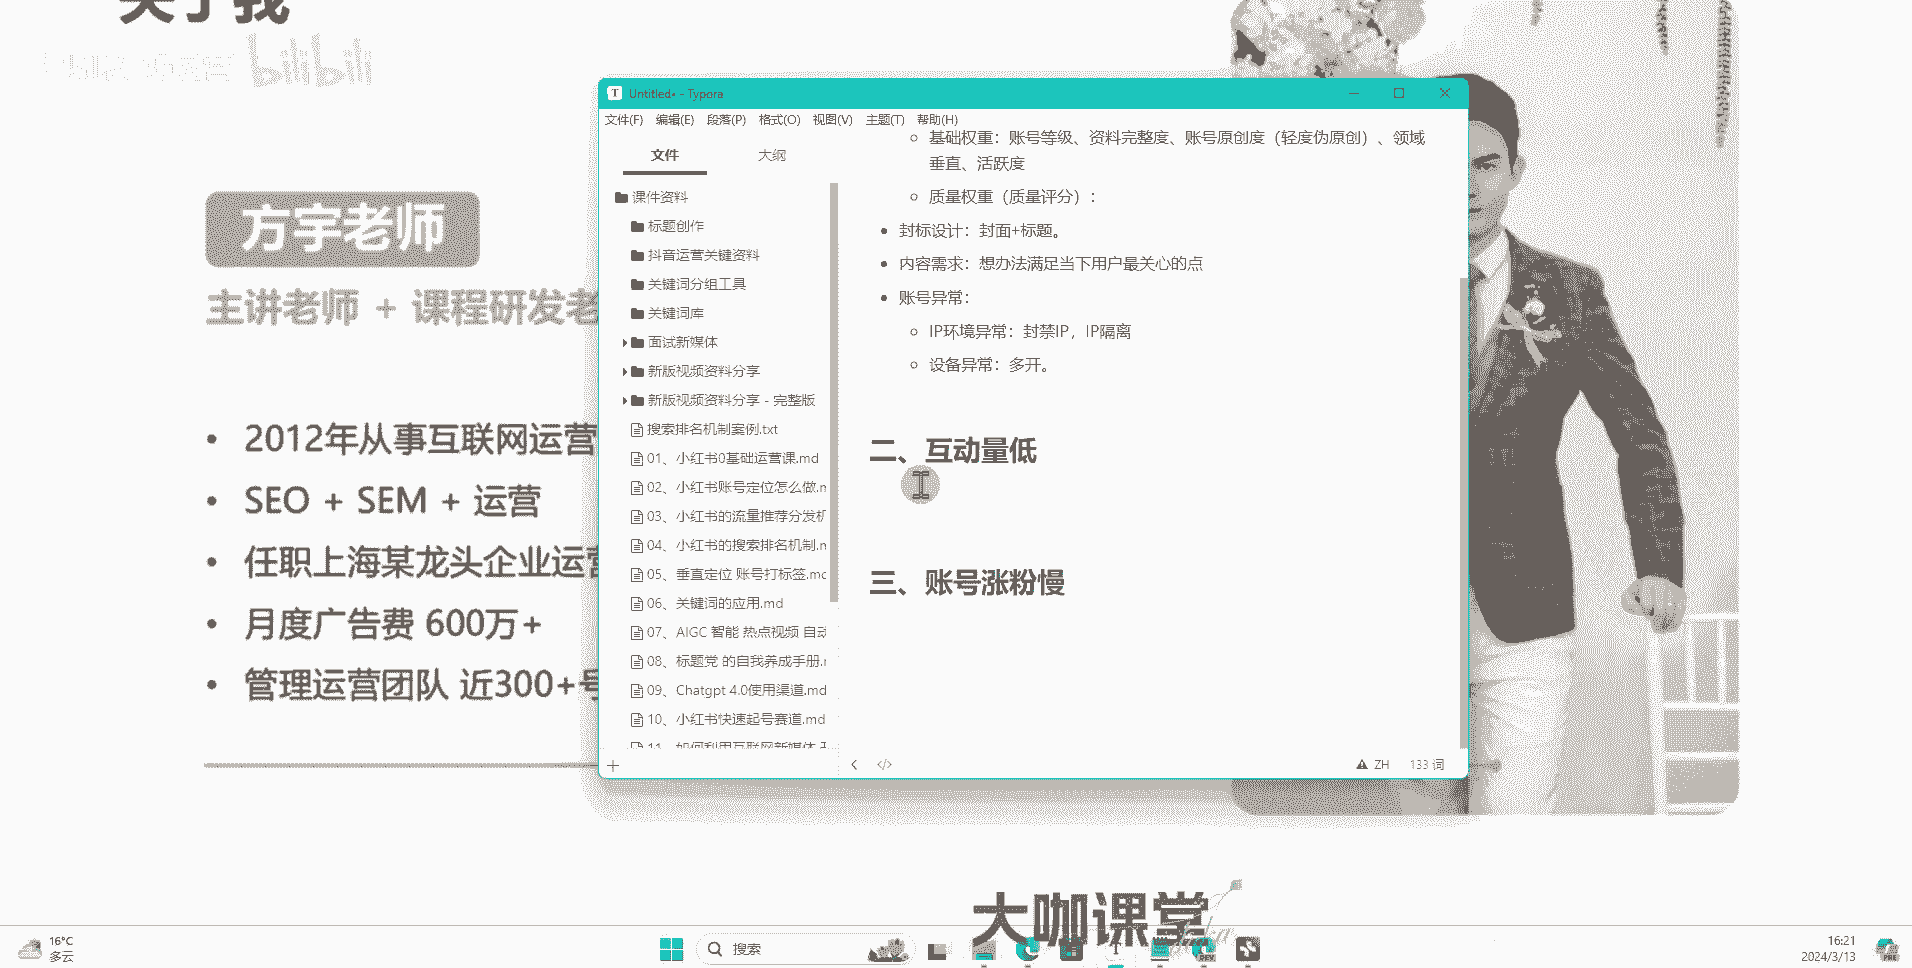 关于我
bilibili
方宇老师
主讲老师 + 课程研发老
• 2012年从事互联网运营
• SEO + SEM + 运营
• 任职上海某龙头企业运营
• 月度广告费 600万+
• 管理运营团队 近300+号
Untitled• - Typora
文件(F) 编辑(E) 段落(P) 格式(O) 视图(V) 主题(T) 帮助(H)
文件 大纲
课件资料
标题创作
抖音运营关键资料
关键词分组工具
关键词库
面试新媒体
新版视频资料分享
新版视频资料分享 - 完整版
搜索排名机制案例.txt
01、小红书0基础运营课.md
02、小红书账号定位怎么做.m
03、小红书的流量推荐分发机
04、小红书的搜索排名机制.m
05、垂直定位 账号打标签.md
06、关键词的应用.md
07、AIGC 智能 热点视频 自动
08、标题党 的自我养成手册.m
09、Chatgpt 4.0使用渠道.md
10、小红书快速起号赛道.md
11、如何利用互联网新媒体
基础权重：账号等级、资料完整度、账号原创度（轻度伪原创）、领域
垂直、活跃度
质量权重（质量评分）：
• 封标设计：封面+标题。
• 内容需求：想办法满足当下用户最关心的点
• 账号异常：
IP环境异常：封禁IP，IP隔离
设备异常：多开。
二、互动量低
三、账号涨粉慢
ZH 133 词
大咖课堂
16°C
多云
搜索
16:21
2024/3/13